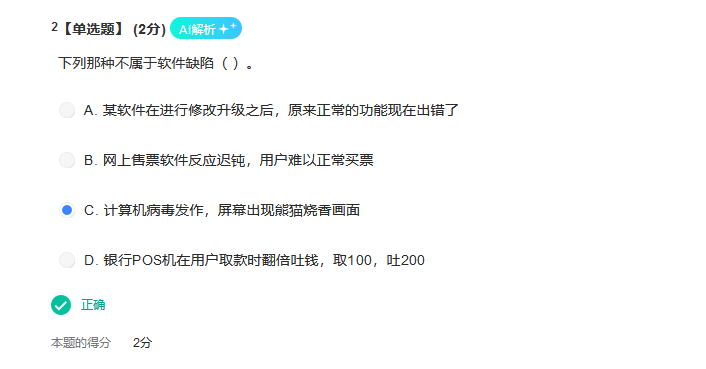 2【单选题】 (2分) AI解析
下列那种不属于软件缺陷（ ）。
A. 某软件在进行修改升级之后，原来正常的功能现在出错了
B. 网上售票软件反应迟钝，用户难以正常买票
C. 计算机病毒发作，屏幕出现熊猫烧香画面
D. 银行POS机在用户取款时翻倍吐钱，取100，吐200
正确
本题的得分 2分